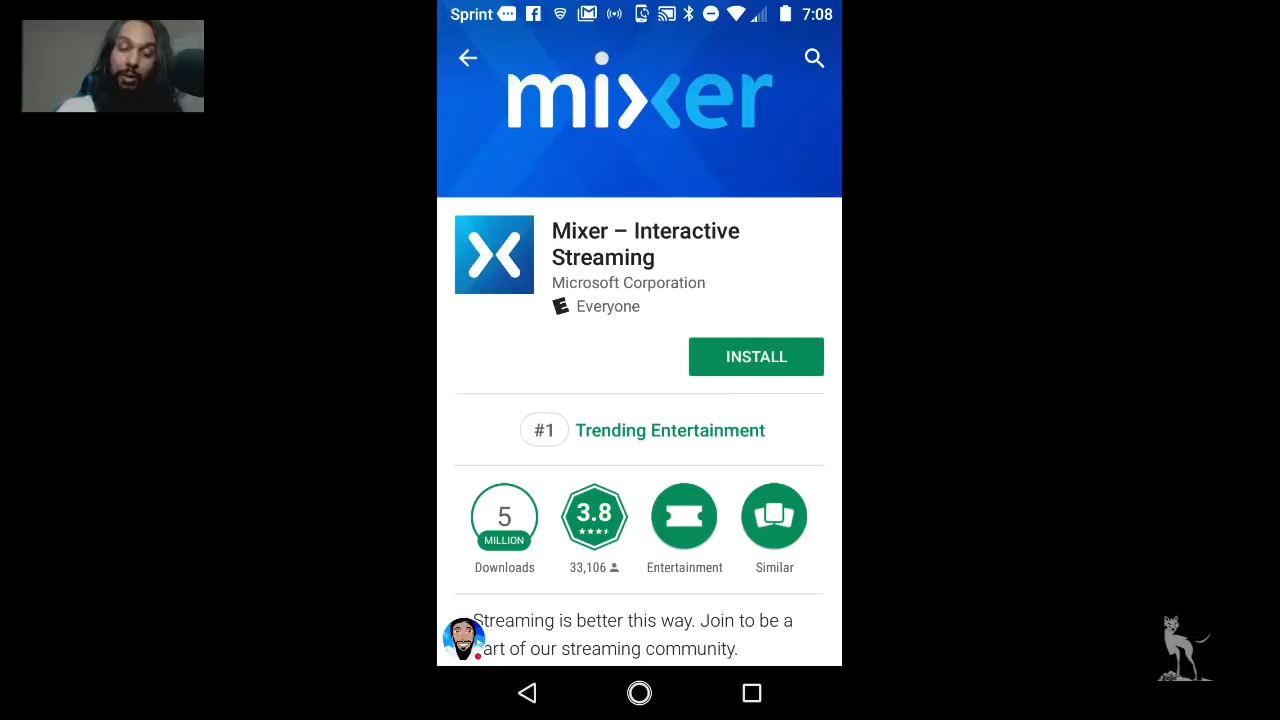 Sprint
7:08
mixer
Mixer – Interactive
Streaming
Microsoft Corporation
E Everyone
INSTALL
#1 Trending Entertainment
5
MILLION
Downloads
3.8
33,106
Entertainment
Similar
Streaming is better this way. Join to be a
art of our streaming community.